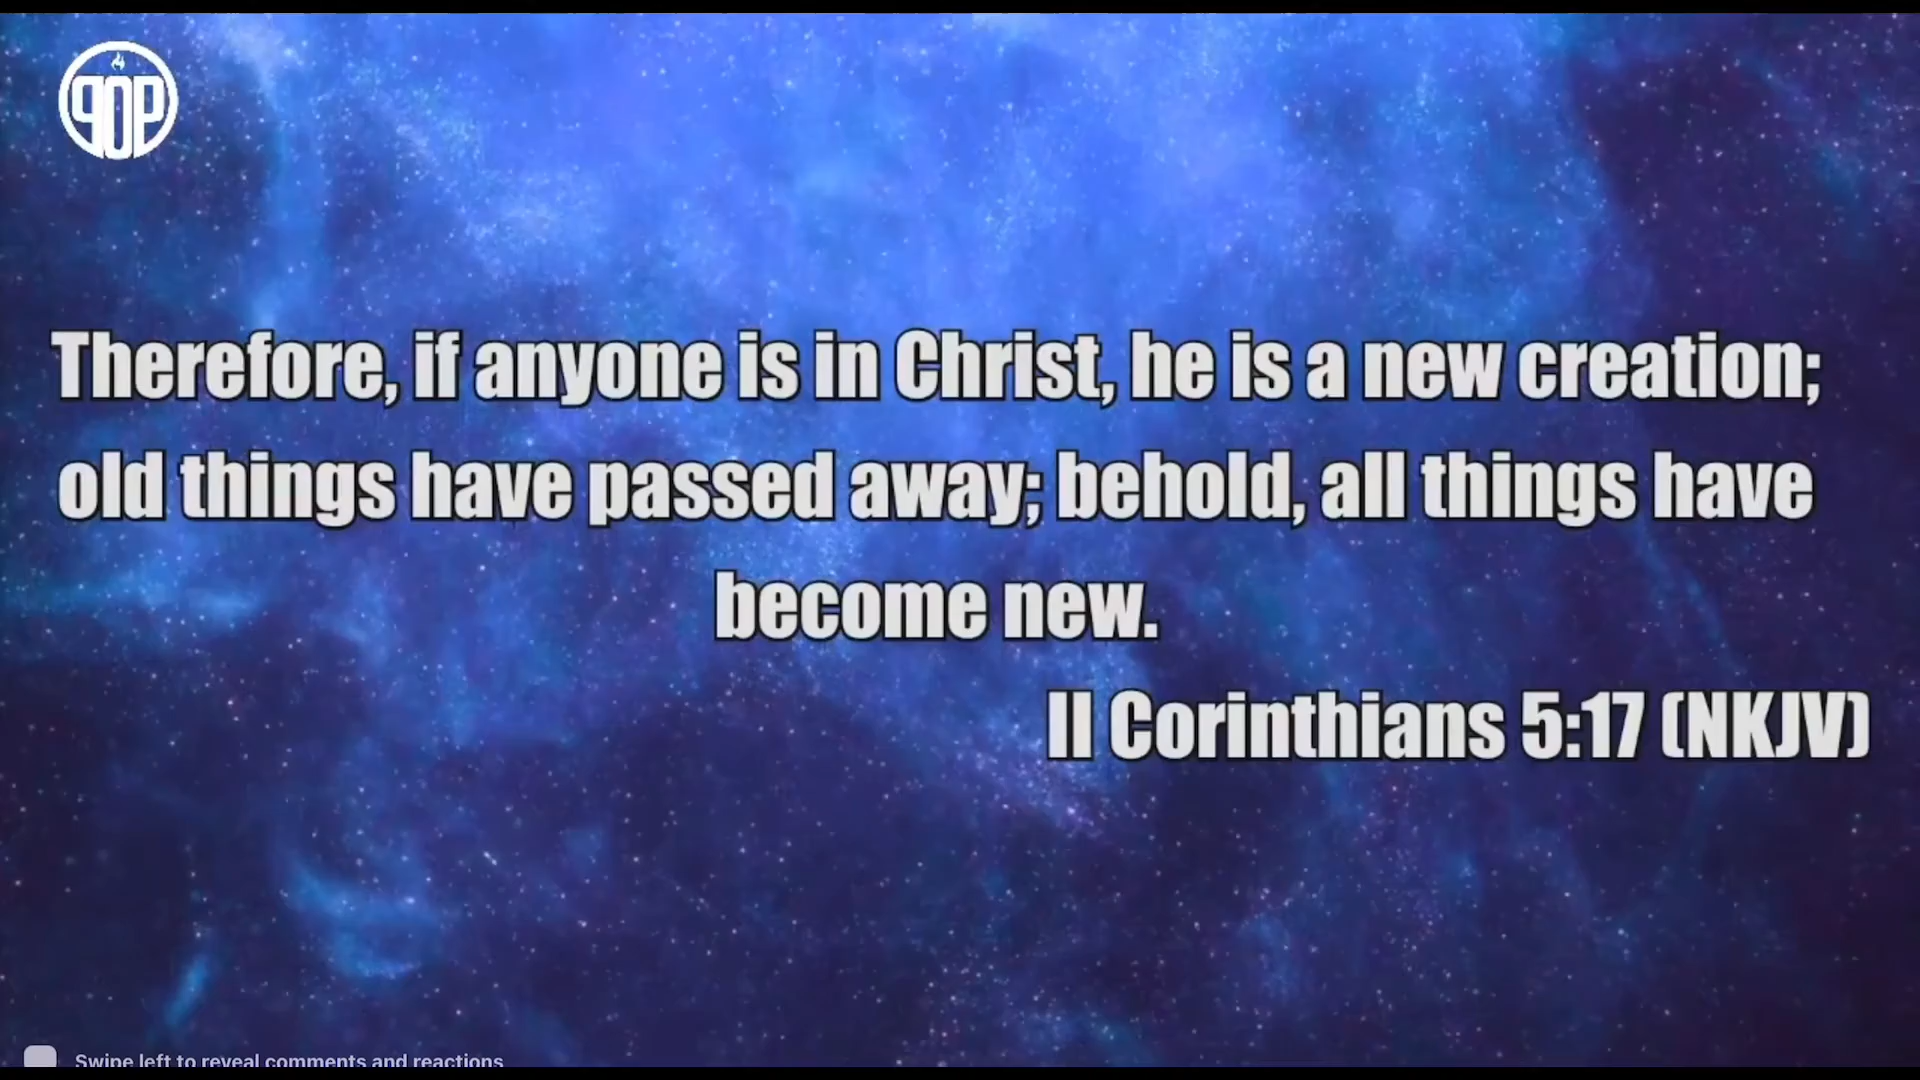 POP
Therefore, if anyone is in Christ, he is a new creation;
old things have passed away; behold, all things have
become new.
II Corinthians 5:17 (NKJV)
Swipe left to reveal comments and reactions